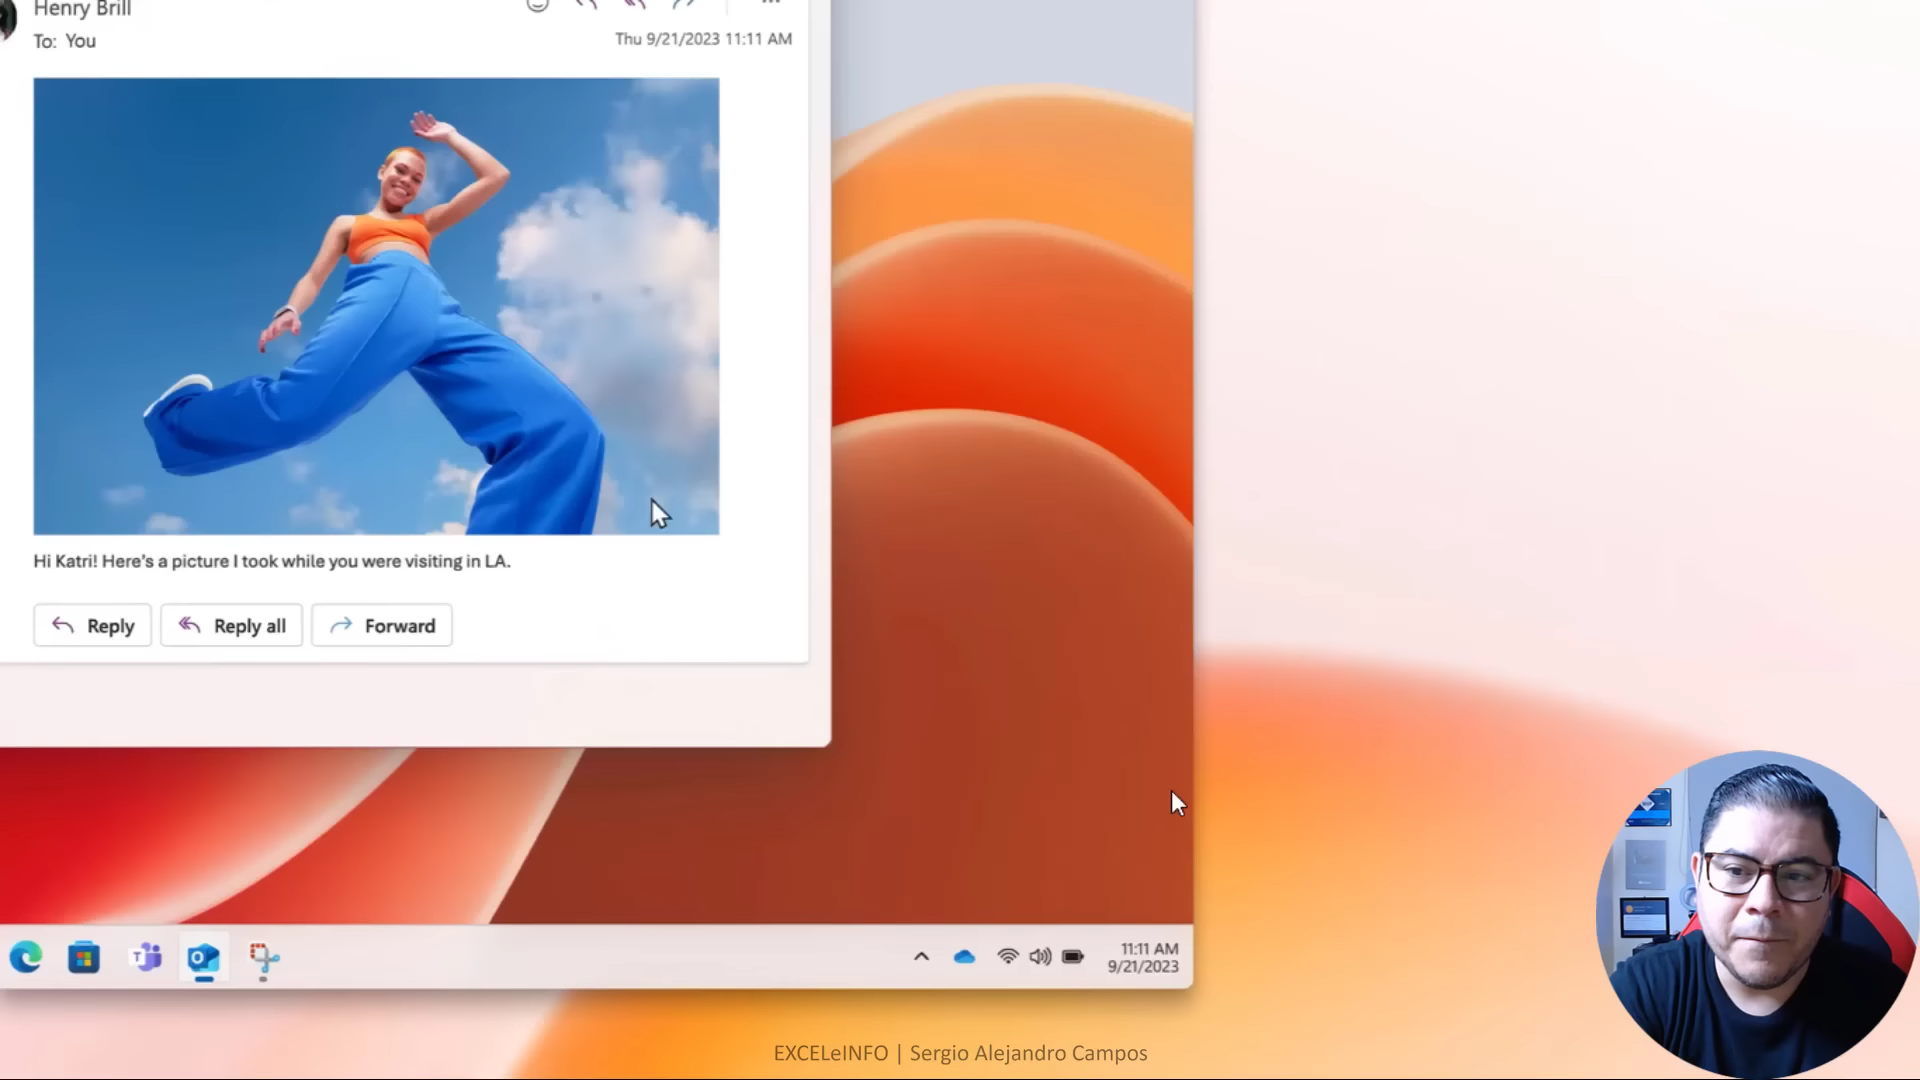 Henry Brill
To: You
Thu 9/21/2023 11:11 AM
Hi Katri! Here's a picture I took while you were visiting in LA.
Reply
Reply all
Forward
11:11 AM
9/21/2023
EXCELeINFO | Sergio Alejandro Campos